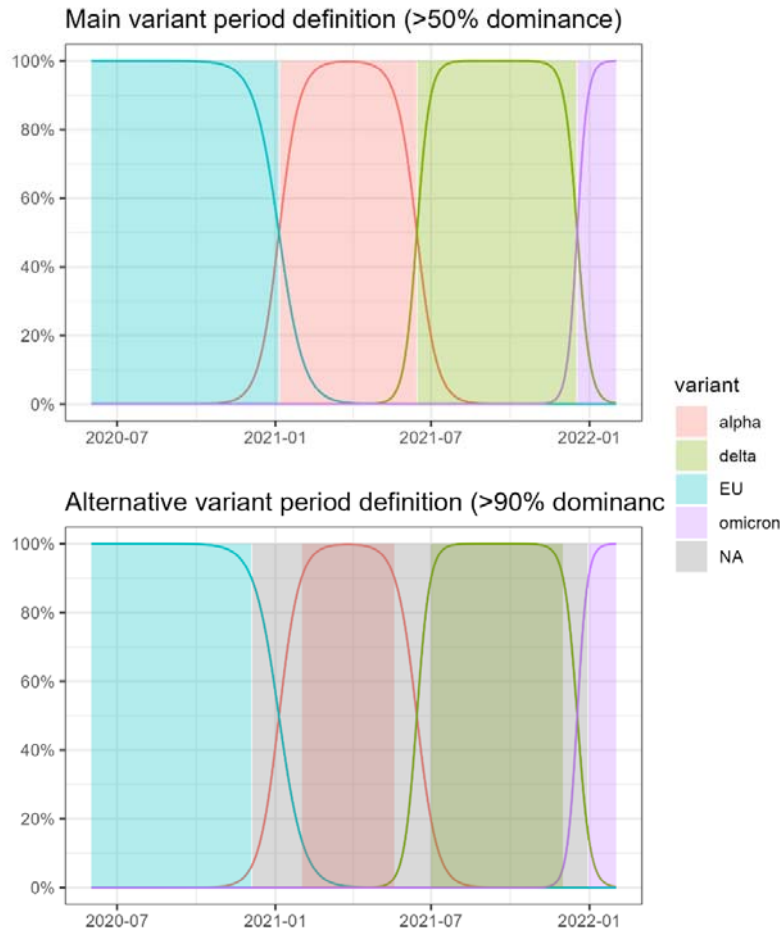 Main variant period definition (>50% dominance)
100%
80%
60%
40%
20%
0%
2020-07 2021-01 2021-07 2022-01
variant
alpha
delta
EU
omicron
NA
Alternative variant period definition (>90% dominanc
100%
80%
60%
40%
20%
0%
2020-07 2021-01 2021-07 2022-01